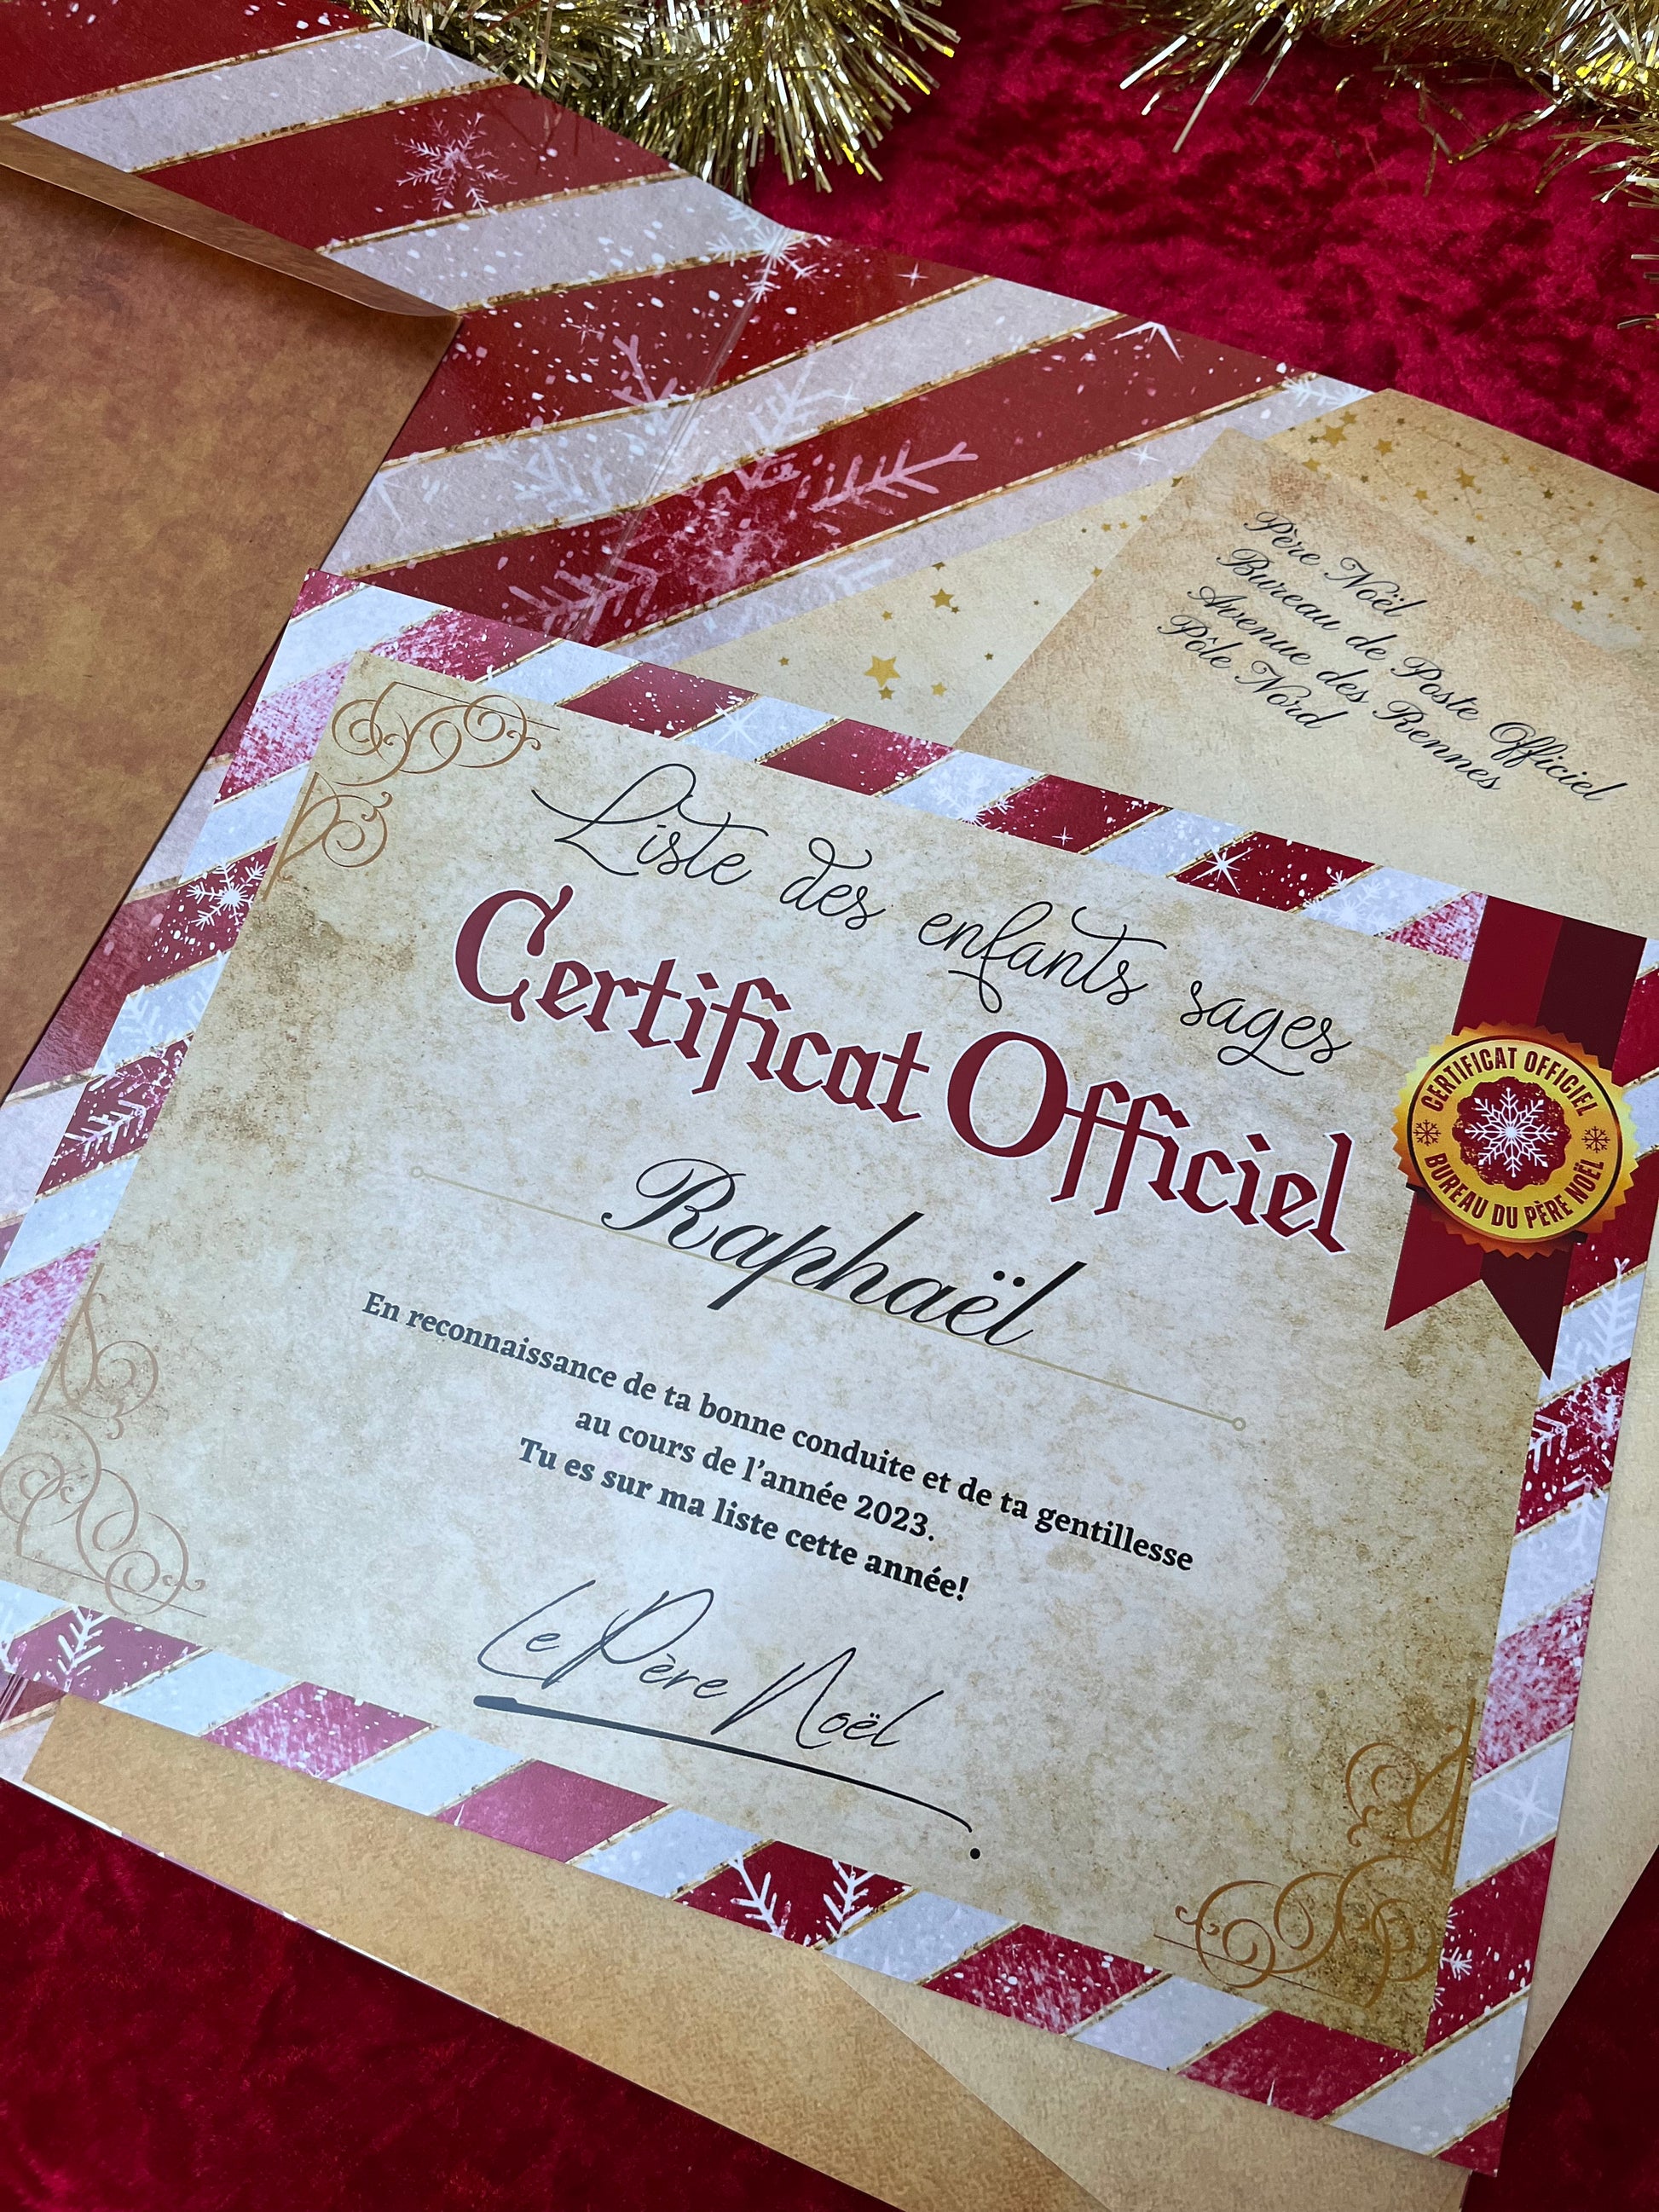 Père Noël
Bureau de Poste Officiel
Avenue des Rennes
Pôle Nord
Liste des enfants sages
Certificat Officiel
CERTIFICAT OFFICIEL
BUREAU DU PÈRE NOËL
Raphaël
En reconnaissance de ta bonne conduite et de ta gentillesse
au cours de l'année 2023.
Tu es sur ma liste cette année!
Le Père Noël